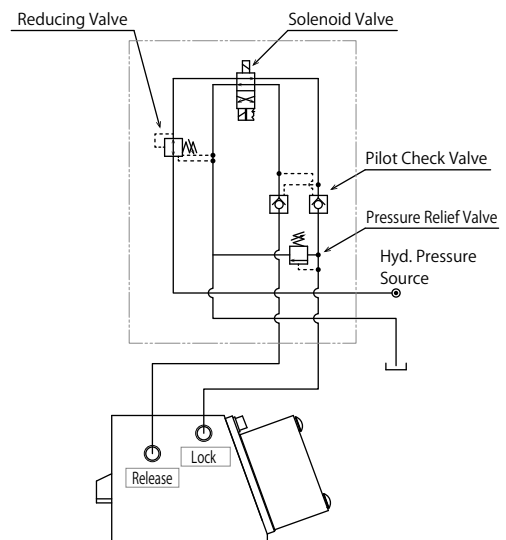 Reducing Valve
Solenoid Valve
Pilot Check Valve
Pressure Relief Valve
Hyd. Pressure
Source
Lock
Release